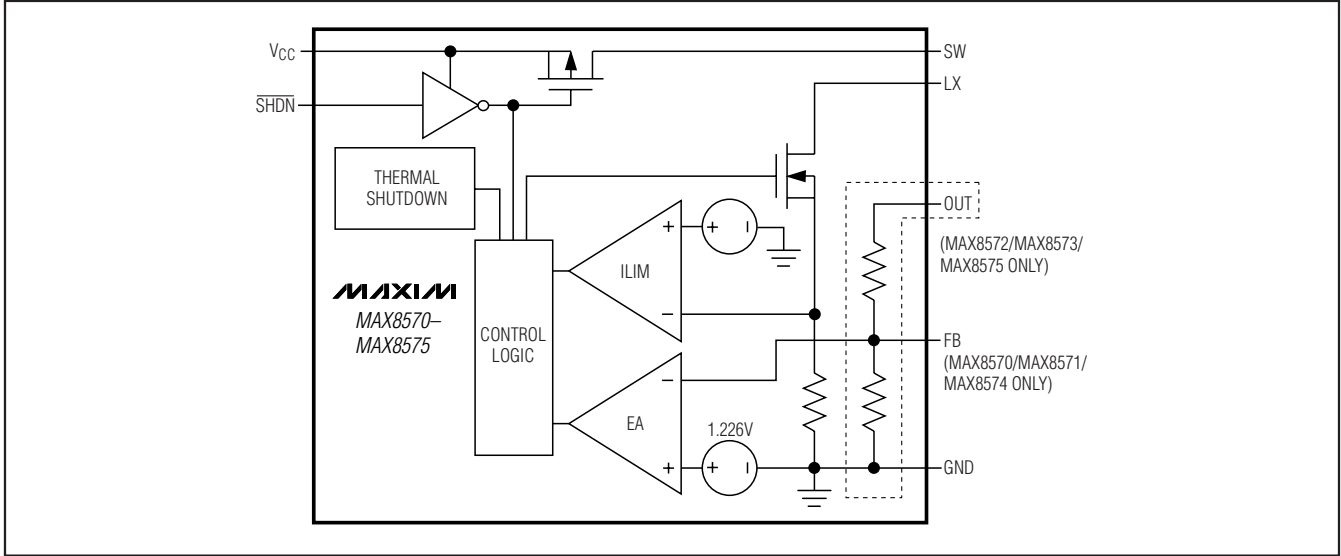 VCC
SW
LX
SHDN
THERMAL
SHUTDOWN
OUT
(MAX8572/MAX8573/
MAX8575 ONLY)
+
+
−
ILIM
−
MAXIM
MAX8570–
MAX8575
CONTROL
LOGIC
FB
(MAX8570/MAX8571/
MAX8574 ONLY)
−
EA
1.226V
+
+
−
GND